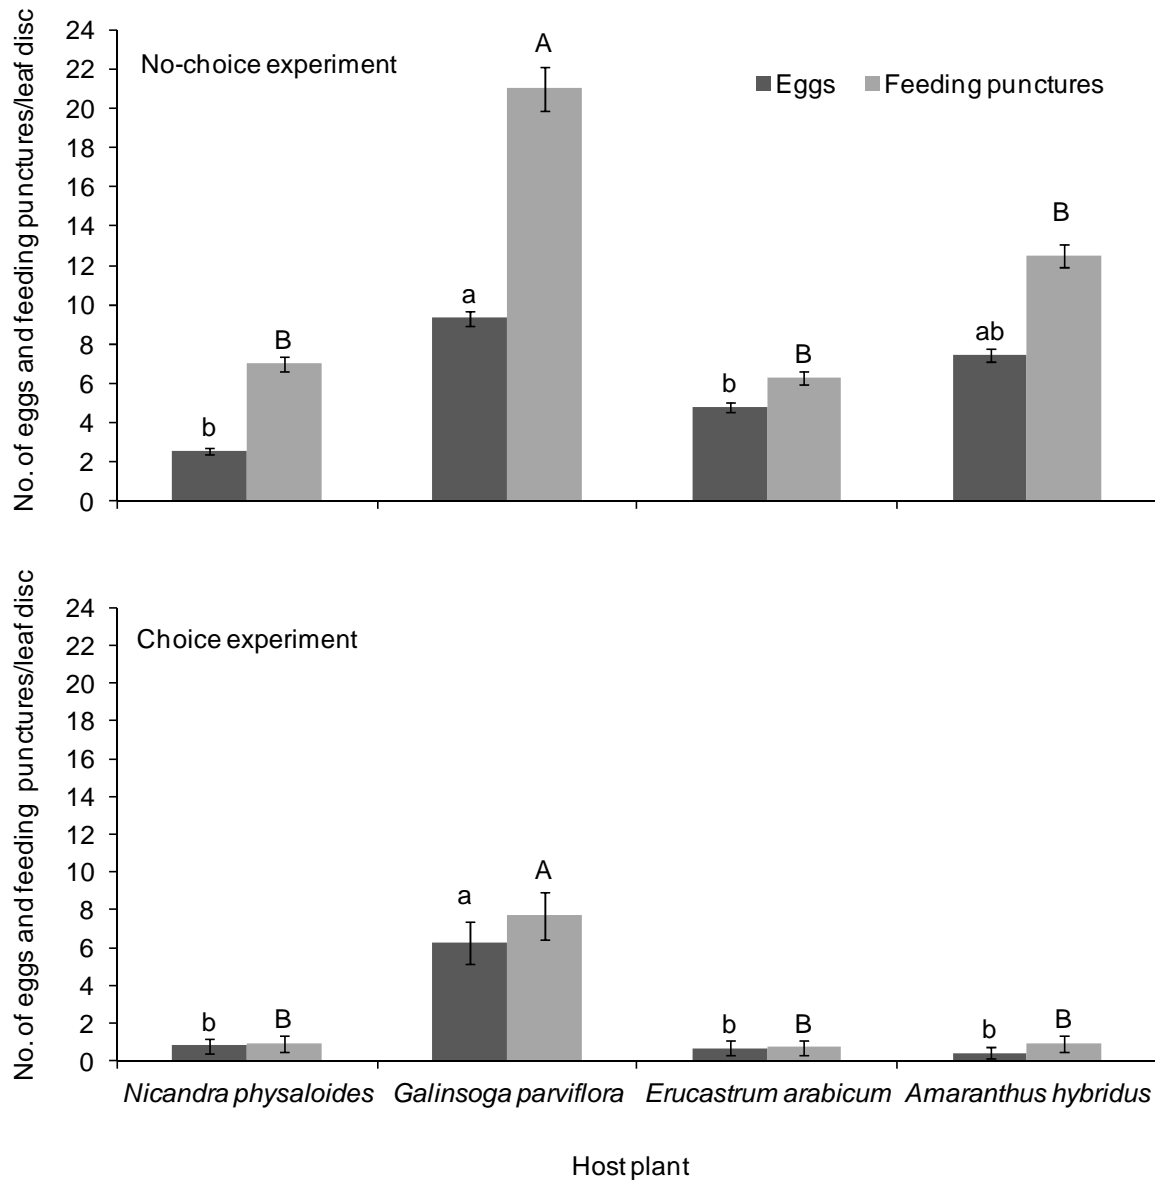 No. of eggs and feeding punctures/leaf disc
24
22
20
18
16
14
12
10
8
6
4
2
0
No-choice experiment
Eggs Feeding punctures
b B a A b B ab B
No. of eggs and feeding punctures/leaf disc
24
22
20
18
16
14
12
10
8
6
4
2
0
Choice experiment
b B a A b B b B
Nicandra physaloides Galinsoga parviflora Erucastrum arabicum Amaranthus hybridus
Host plant